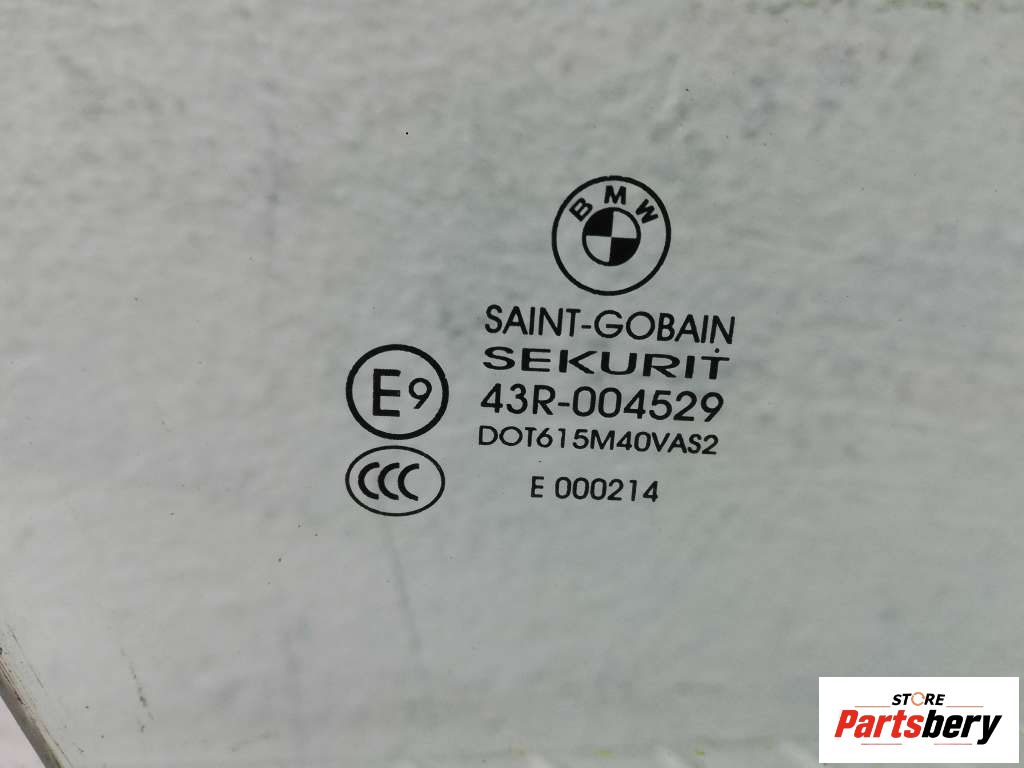 BMW
SAINT-GOBAIN
SEKURIT
E9
43R-004529
DOT615M40VAS2
CCC
E 000214
STORE
Partsbery